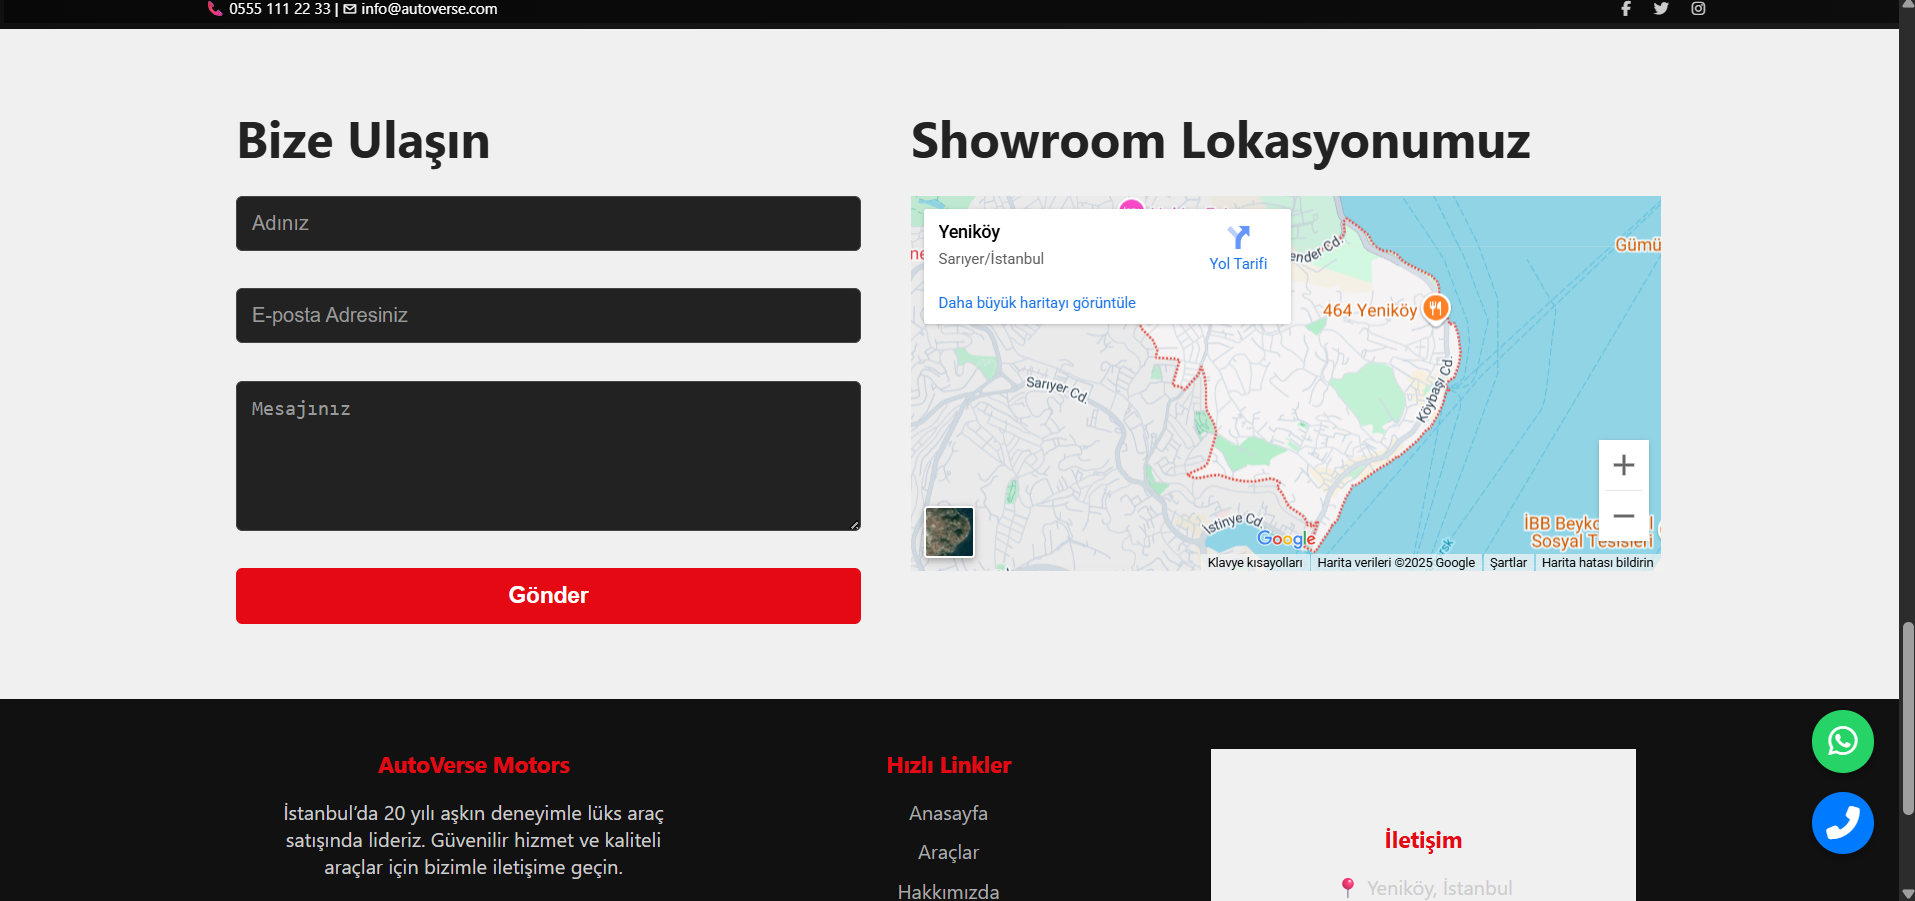 0555 111 22 33 | info@autoverse.com
Bize Ulaşın
Adınız
E-posta Adresiniz
Mesajınız
Gönder
Showroom Lokasyonumuz
Yeniköy
Sarıyer/İstanbul
Yol Tarifi
Daha büyük haritayı görüntüle
Gümü
464 Yeniköy
Sarıyer Cd.
Köybaşı Cd.
İstinye Cd.
Google
İBB Beyko
Sosyal Tesisleri
Klavye kısayolları
Harita verileri ©2025 Google
Şartlar
Harita hatası bildirin
AutoVerse Motors
İstanbul’da 20 yılı aşkın deneyimle lüks araç
satışında lideriz. Güvenilir hizmet ve kaliteli
araçlar için bizimle iletişime geçin.
Hızlı Linkler
Anasayfa
Araçlar
Hakkımızda
İletişim
Yeniköy, İstanbul